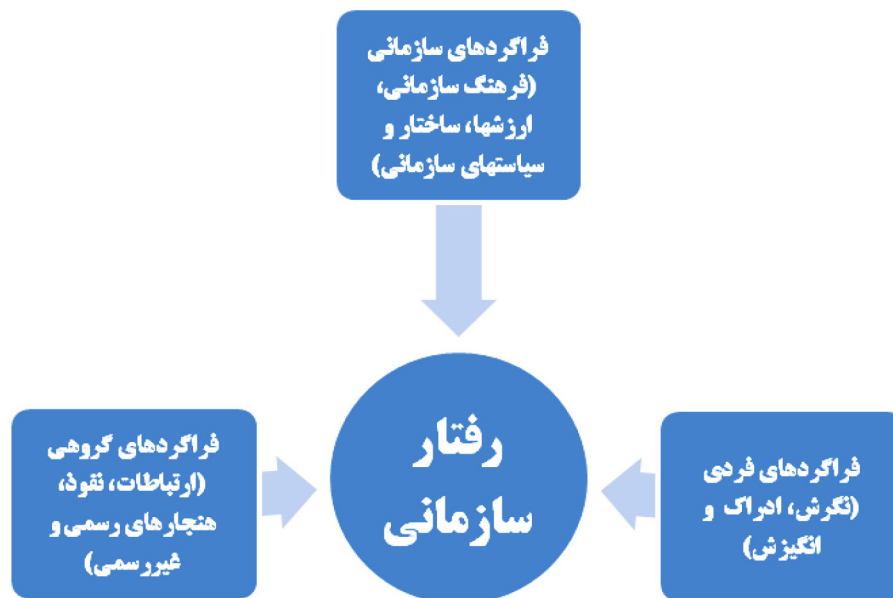 فراگردهای سازمانی
(فرهنگ سازمانی،
ارزشها، ساختار و
سیاستهای سازمانی)
رفتار
سازمانی
فراگردهای فردی
(نگرش، ادراک و
انگیزش)
فراگردهای گروهی
(ارتباطات، نفوذ،
هنجارهای رسمی و
غیررسمی)